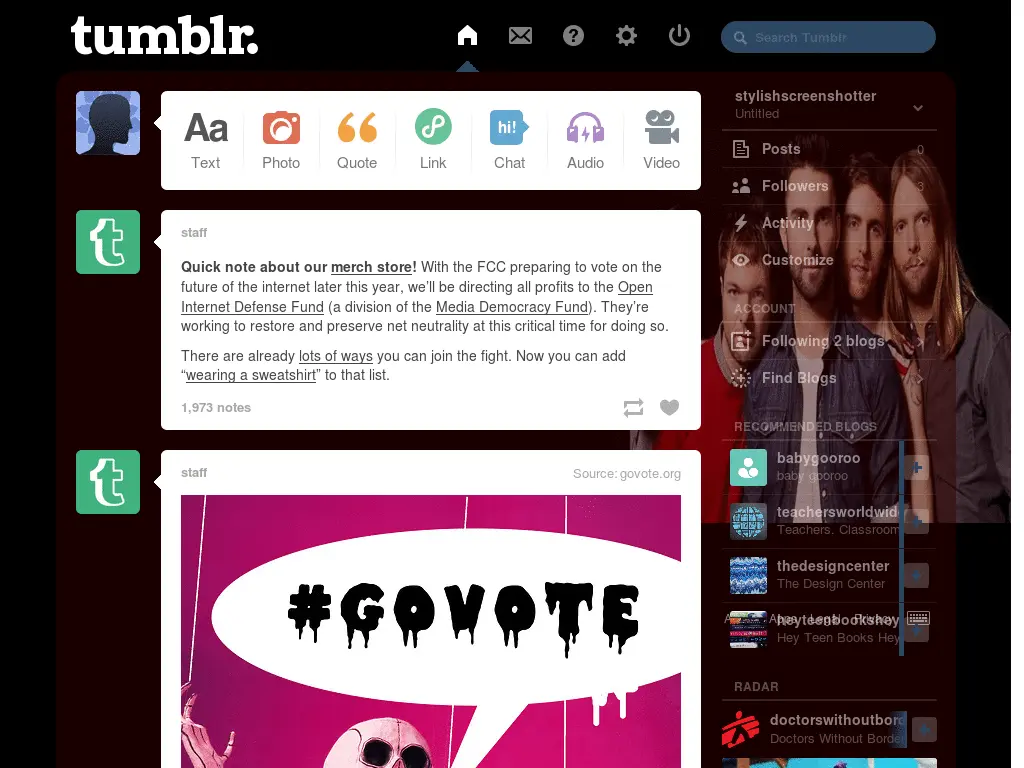 tumblr.
Search Tumblr
stylishscreenshotter
Untitled
Aa
hi!
Text
Photo
Quote
Link
Chat
Audio
Video
Posts 0
Followers 3
Activity
Customize
ACCOUNT
Following 2 blogs
Find Blogs
RECOMMENDED BLOGS
babygooroo
baby gooroo
teachersworldwid
Teachers. Classroom
thedesigncenter
The Design Center
heyteenbookshey
Hey Teen Books Hey
Apps Legal Privacy
RADAR
doctorswithoutbord
Doctors Without Borde
staff
Quick note about our merch store! With the FCC preparing to vote on the
future of the internet later this year, we’ll be directing all profits to the Open
Internet Defense Fund (a division of the Media Democracy Fund). They’re
working to restore and preserve net neutrality at this critical time for doing so.
There are already lots of ways you can join the fight. Now you can add
“wearing a sweatshirt” to that list.
1,973 notes
staff
Source: govote.org
#GOVOTE